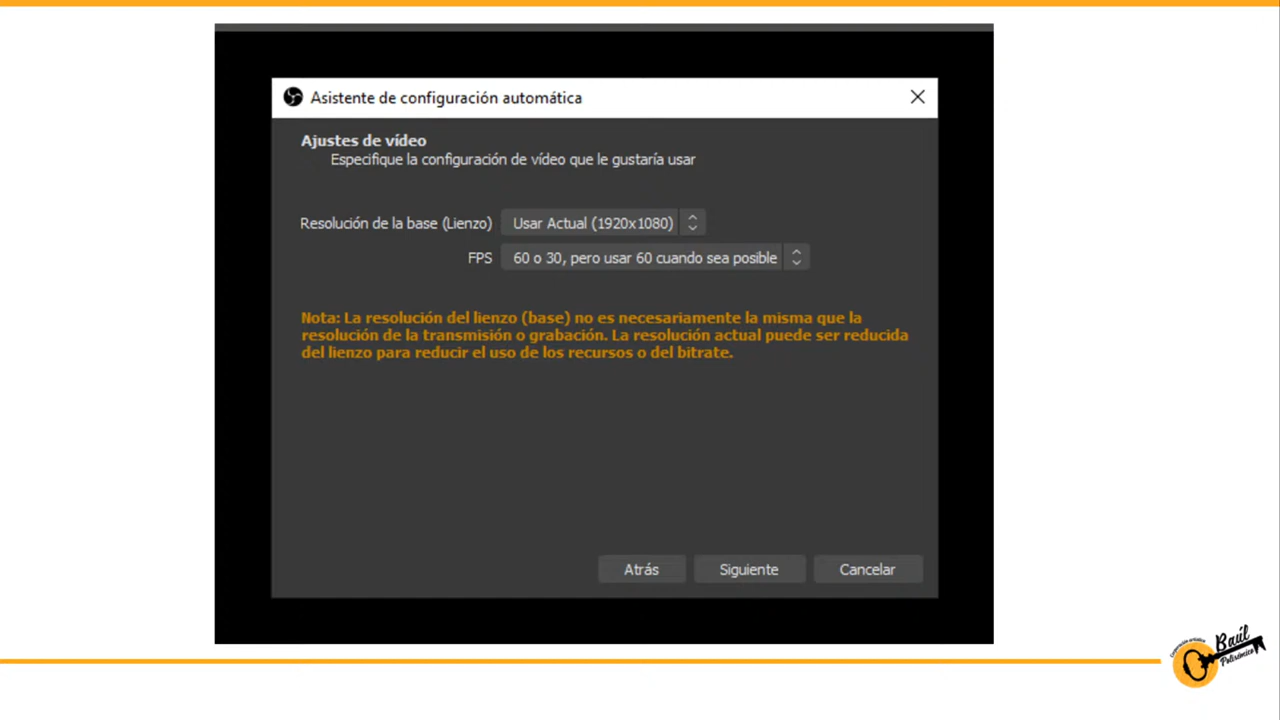 Asistente de configuración automática
Ajustes de vídeo
Especifique la configuración de vídeo que le gustaría usar
Resolución de la base (Lienzo) Usar Actual (1920x1080)
FPS 60 o 30, pero usar 60 cuando sea posible
Nota: La resolución del lienzo (base) no es necesariamente la misma que la
resolución de la transmisión o grabación. La resolución actual puede ser reducida
del lienzo para reducir el uso de los recursos o del bitrate.
Atrás Siguiente Cancelar
Corporación artística
Baúl
Polisónico